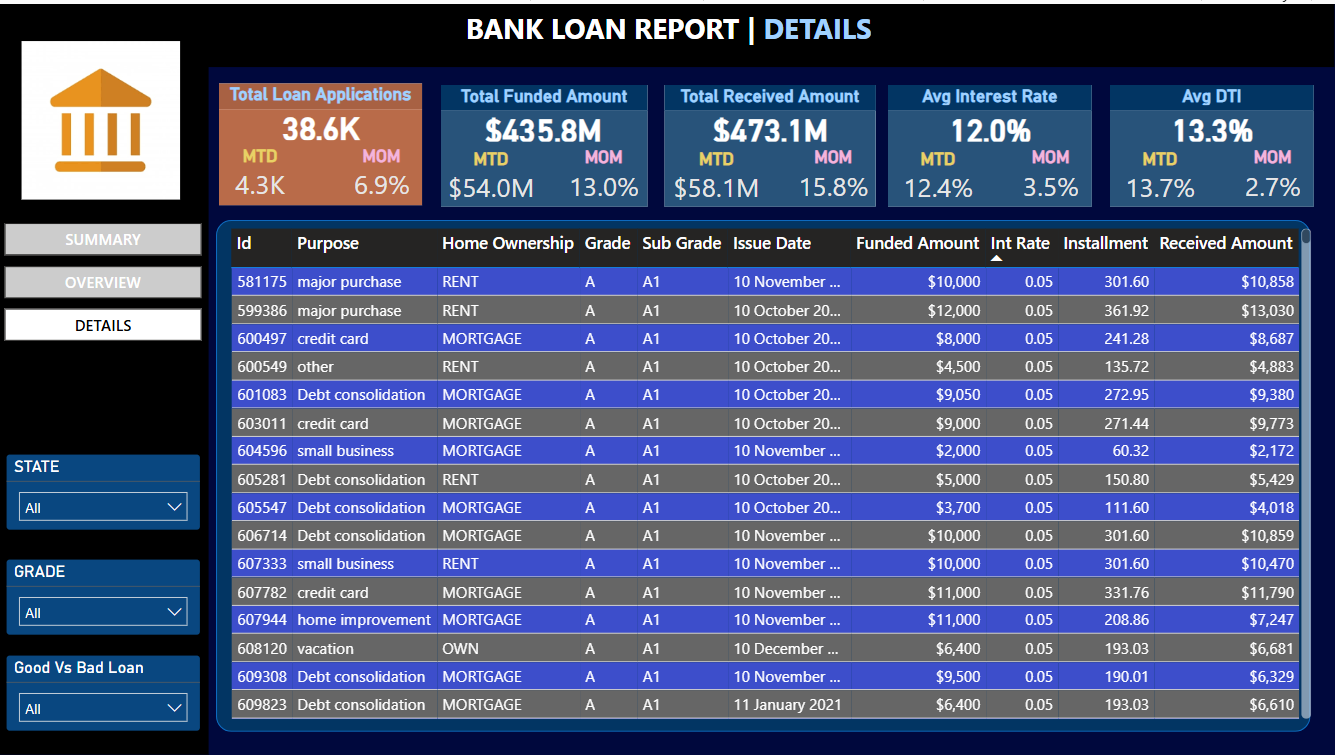 BANK LOAN REPORT | DETAILS
Total Loan Applications
38.6K
MTD MOM
4.3K 6.9%
Total Funded Amount
$435.8M
MTD MOM
$54.0M 13.0%
Total Received Amount
$473.1M
MTD MOM
$58.1M 15.8%
Avg Interest Rate
12.0%
MTD MOM
12.4% 3.5%
Avg DTI
13.3%
MTD MOM
13.7% 2.7%
SUMMARY
OVERVIEW
DETAILS
STATE
All
GRADE
All
Good Vs Bad Loan
All
Id Purpose Home Ownership Grade Sub Grade Issue Date Funded Amount Int Rate Installment Received Amount
581175 major purchase RENT A A1 10 November ... $10,000 0.05 301.60 $10,858
599386 major purchase RENT A A1 10 October 20... $12,000 0.05 361.92 $13,030
600497 credit card MORTGAGE A A1 10 October 20... $8,000 0.05 241.28 $8,687
600549 other RENT A A1 10 October 20... $4,500 0.05 135.72 $4,883
601083 Debt consolidation MORTGAGE A A1 10 October 20... $9,050 0.05 272.95 $9,380
603011 credit card MORTGAGE A A1 10 October 20... $9,000 0.05 271.44 $9,773
604596 small business MORTGAGE A A1 10 November ... $2,000 0.05 60.32 $2,172
605281 Debt consolidation RENT A A1 10 October 20... $5,000 0.05 150.80 $5,429
605547 Debt consolidation MORTGAGE A A1 10 October 20... $3,700 0.05 111.60 $4,018
606714 Debt consolidation MORTGAGE A A1 10 November ... $10,000 0.05 301.60 $10,859
607333 small business RENT A A1 10 November ... $10,000 0.05 301.60 $10,470
607782 credit card MORTGAGE A A1 10 November ... $11,000 0.05 331.76 $11,790
607944 home improvement MORTGAGE A A1 10 November ... $11,000 0.05 208.86 $7,247
608120 vacation OWN A A1 10 December ... $6,400 0.05 193.03 $6,681
609308 Debt consolidation MORTGAGE A A1 10 November ... $9,500 0.05 190.01 $6,329
609823 Debt consolidation MORTGAGE A A1 11 January 2021 $6,400 0.05 193.03 $6,610